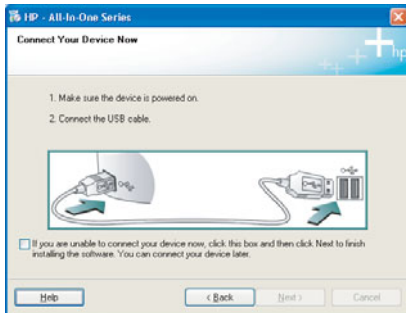 HP - All-In-One Series
Connect Your Device Now
hp
1. Make sure the device is powered on.
2. Connect the USB cable.
If you are unable to connect your device now, click this box and then click Next to finish
installing the software. You can connect your device later.
Help
< Back
Next >
Cancel